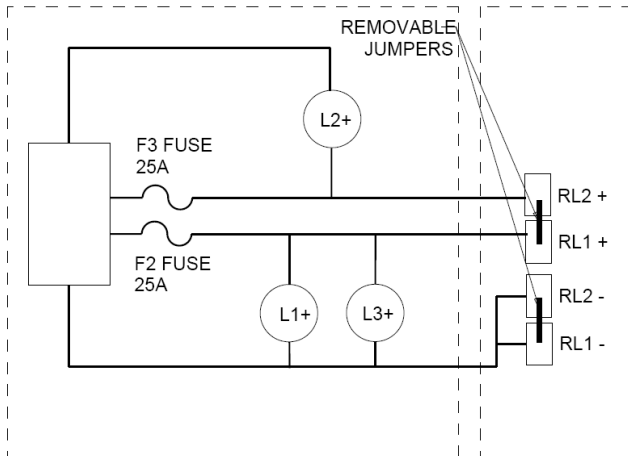 REMOVABLE
JUMPERS
L2+
F3 FUSE
25A
RL2 +
RL1 +
F2 FUSE
25A
L1+
L3+
RL2 -
RL1 -